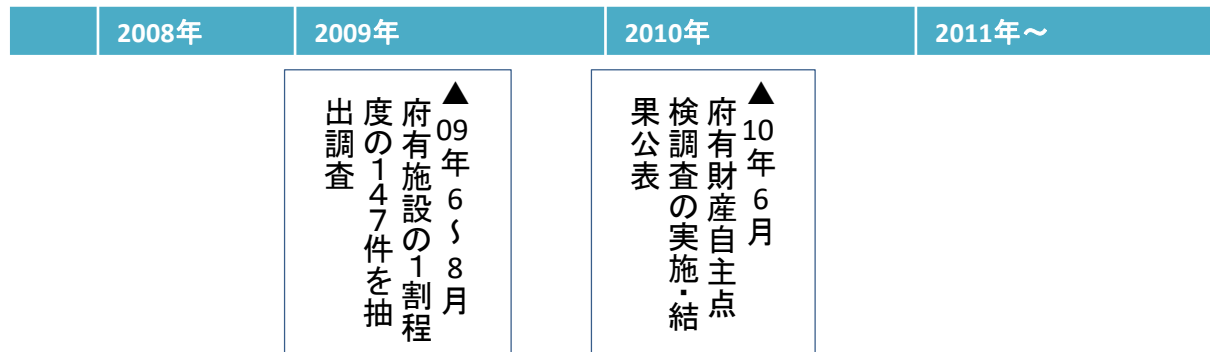 2008年
2009年
2010年
2011年～
▲09年6～8月
府有施設の１割程
度の１４７件を抽
出調査
▲10年6月
府有財産自主点
検調査の実施・結
果公表